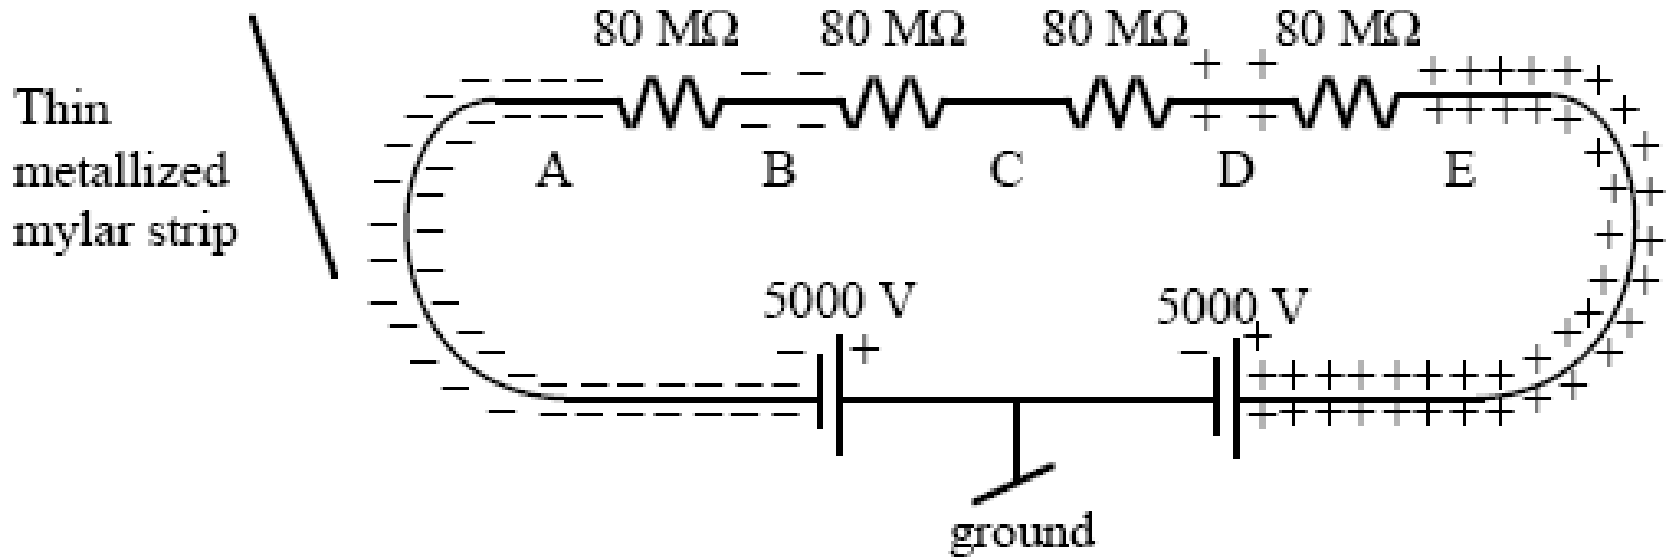 80 MΩ 80 MΩ 80 MΩ 80 MΩ
Thin
metallized
mylar strip
A B C D E
5000 V 5000 V
ground